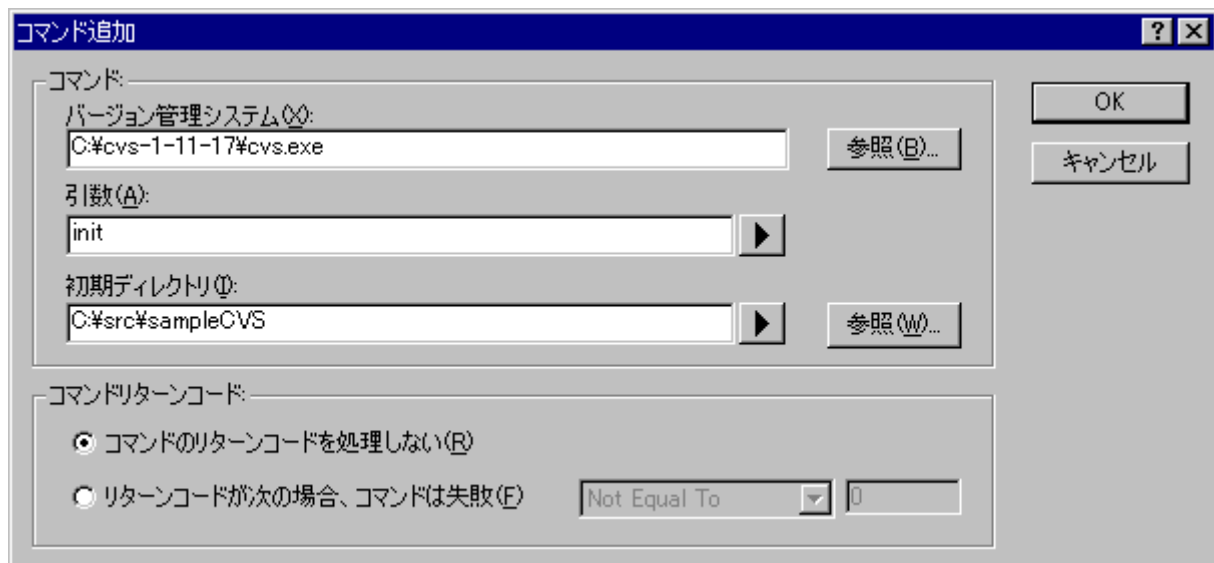 コマンド追加
コマンド:
バージョン管理システム(X):
C:¥cvs-1-11-17¥cvs.exe
参照(B)...
OK
キャンセル
引数(A):
init
初期ディレクトリ(I):
C:¥src¥sampleCVS
参照(W)...
コマンドリターンコード:
コマンドのリターンコードを処理しない(R)
リターンコードが次の場合、コマンドは失敗(F)
Not Equal To
0